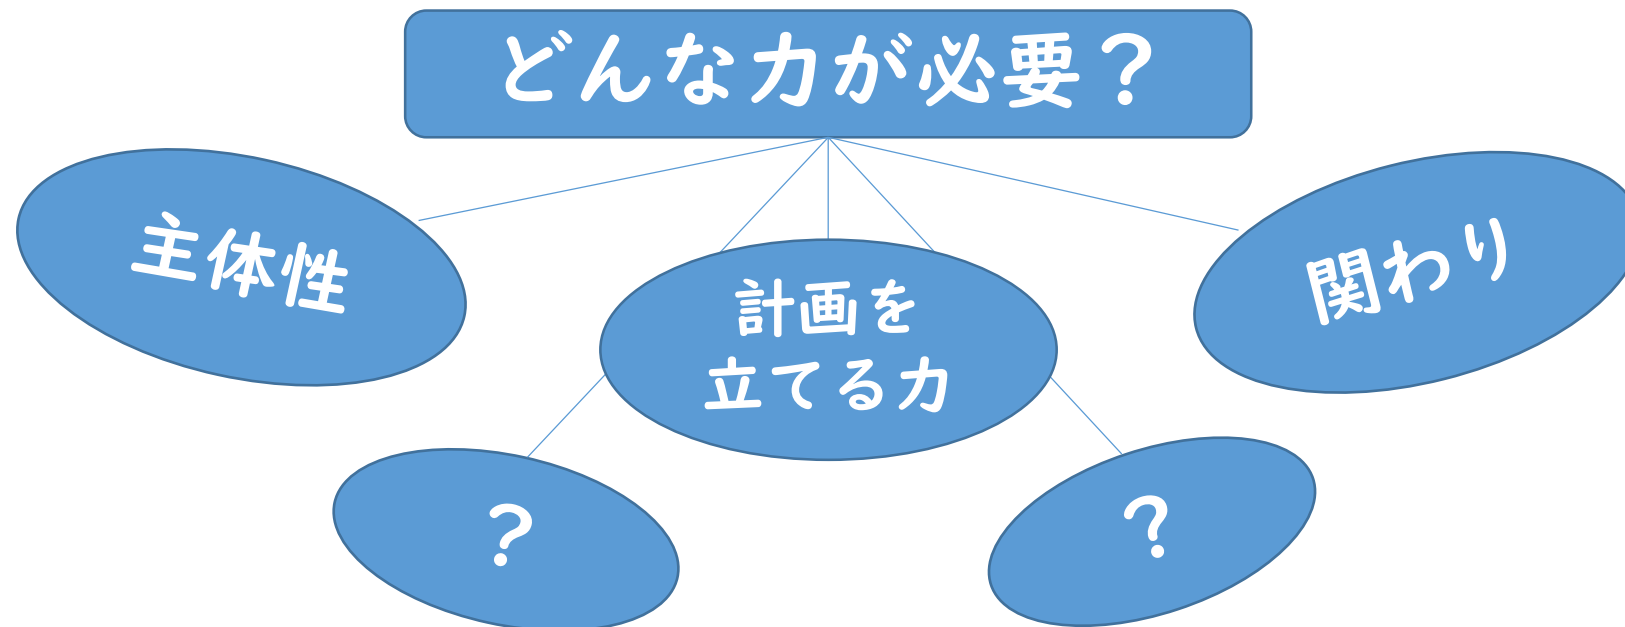 どんな力が必要？
主体性
計画を
立てる力
関わり
？
？